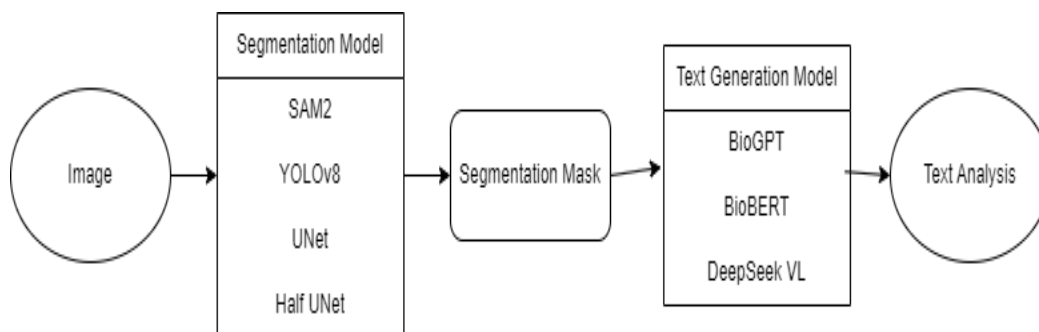 Image
Segmentation Model
SAM2
YOLOv8
UNet
Half UNet
Segmentation Mask
Text Generation Model
BioGPT
BioBERT
DeepSeek VL
Text Analysis